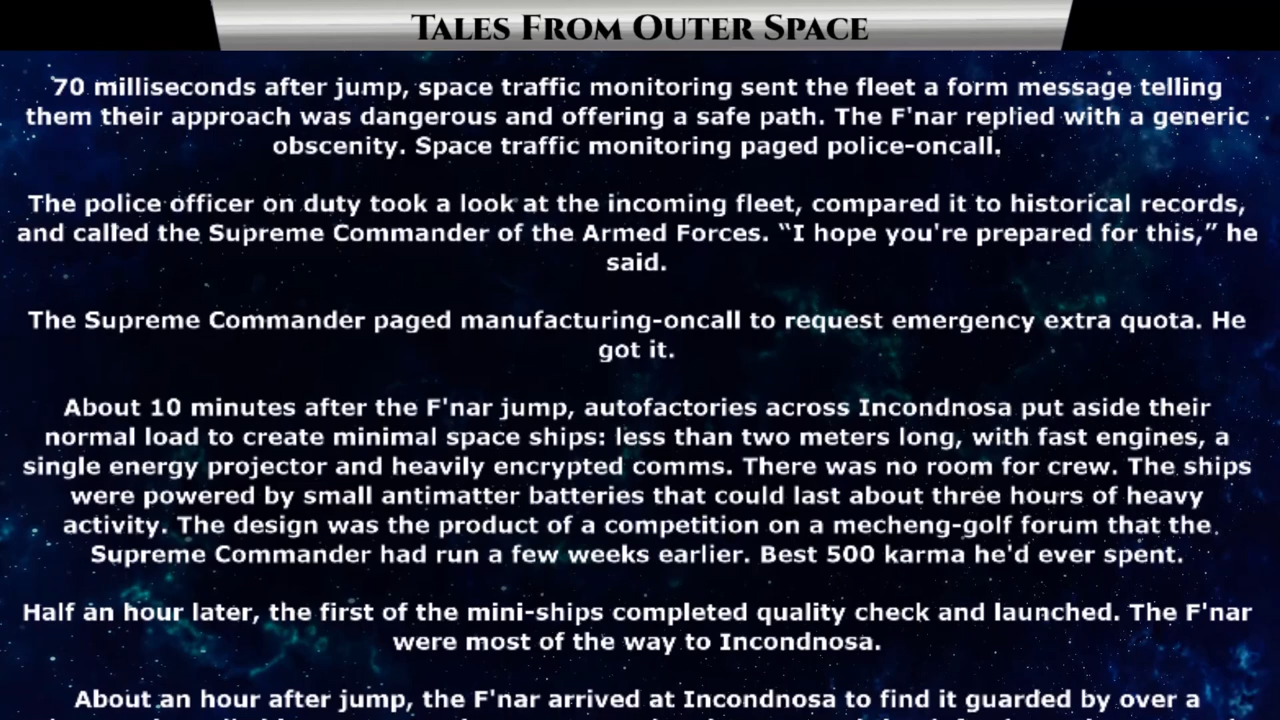 Tales From Outer Space
70 milliseconds after jump, space traffic monitoring sent the fleet a form message telling
them their approach was dangerous and offering a safe path. The F'nar replied with a generic
obscenity. Space traffic monitoring paged police-oncall.
The police officer on duty took a look at the incoming fleet, compared it to historical records,
and called the Supreme Commander of the Armed Forces. “I hope you're prepared for this,” he
said.
The Supreme Commander paged manufacturing-oncall to request emergency extra quota. He
got it.
About 10 minutes after the F'nar jump, autofactories across Incondnosa put aside their
normal load to create minimal space ships: less than two meters long, with fast engines, a
single energy projector and heavily encrypted comms. There was no room for crew. The ships
were powered by small antimatter batteries that could last about three hours of heavy
activity. The design was the product of a competition on a mecheng-golf forum that the
Supreme Commander had run a few weeks earlier. Best 500 karma he'd ever spent.
Half an hour later, the first of the mini-ships completed quality check and launched. The F'nar
were most of the way to Incondnosa.
About an hour after jump, the F'nar arrived at Incondnosa to find it guarded by over a